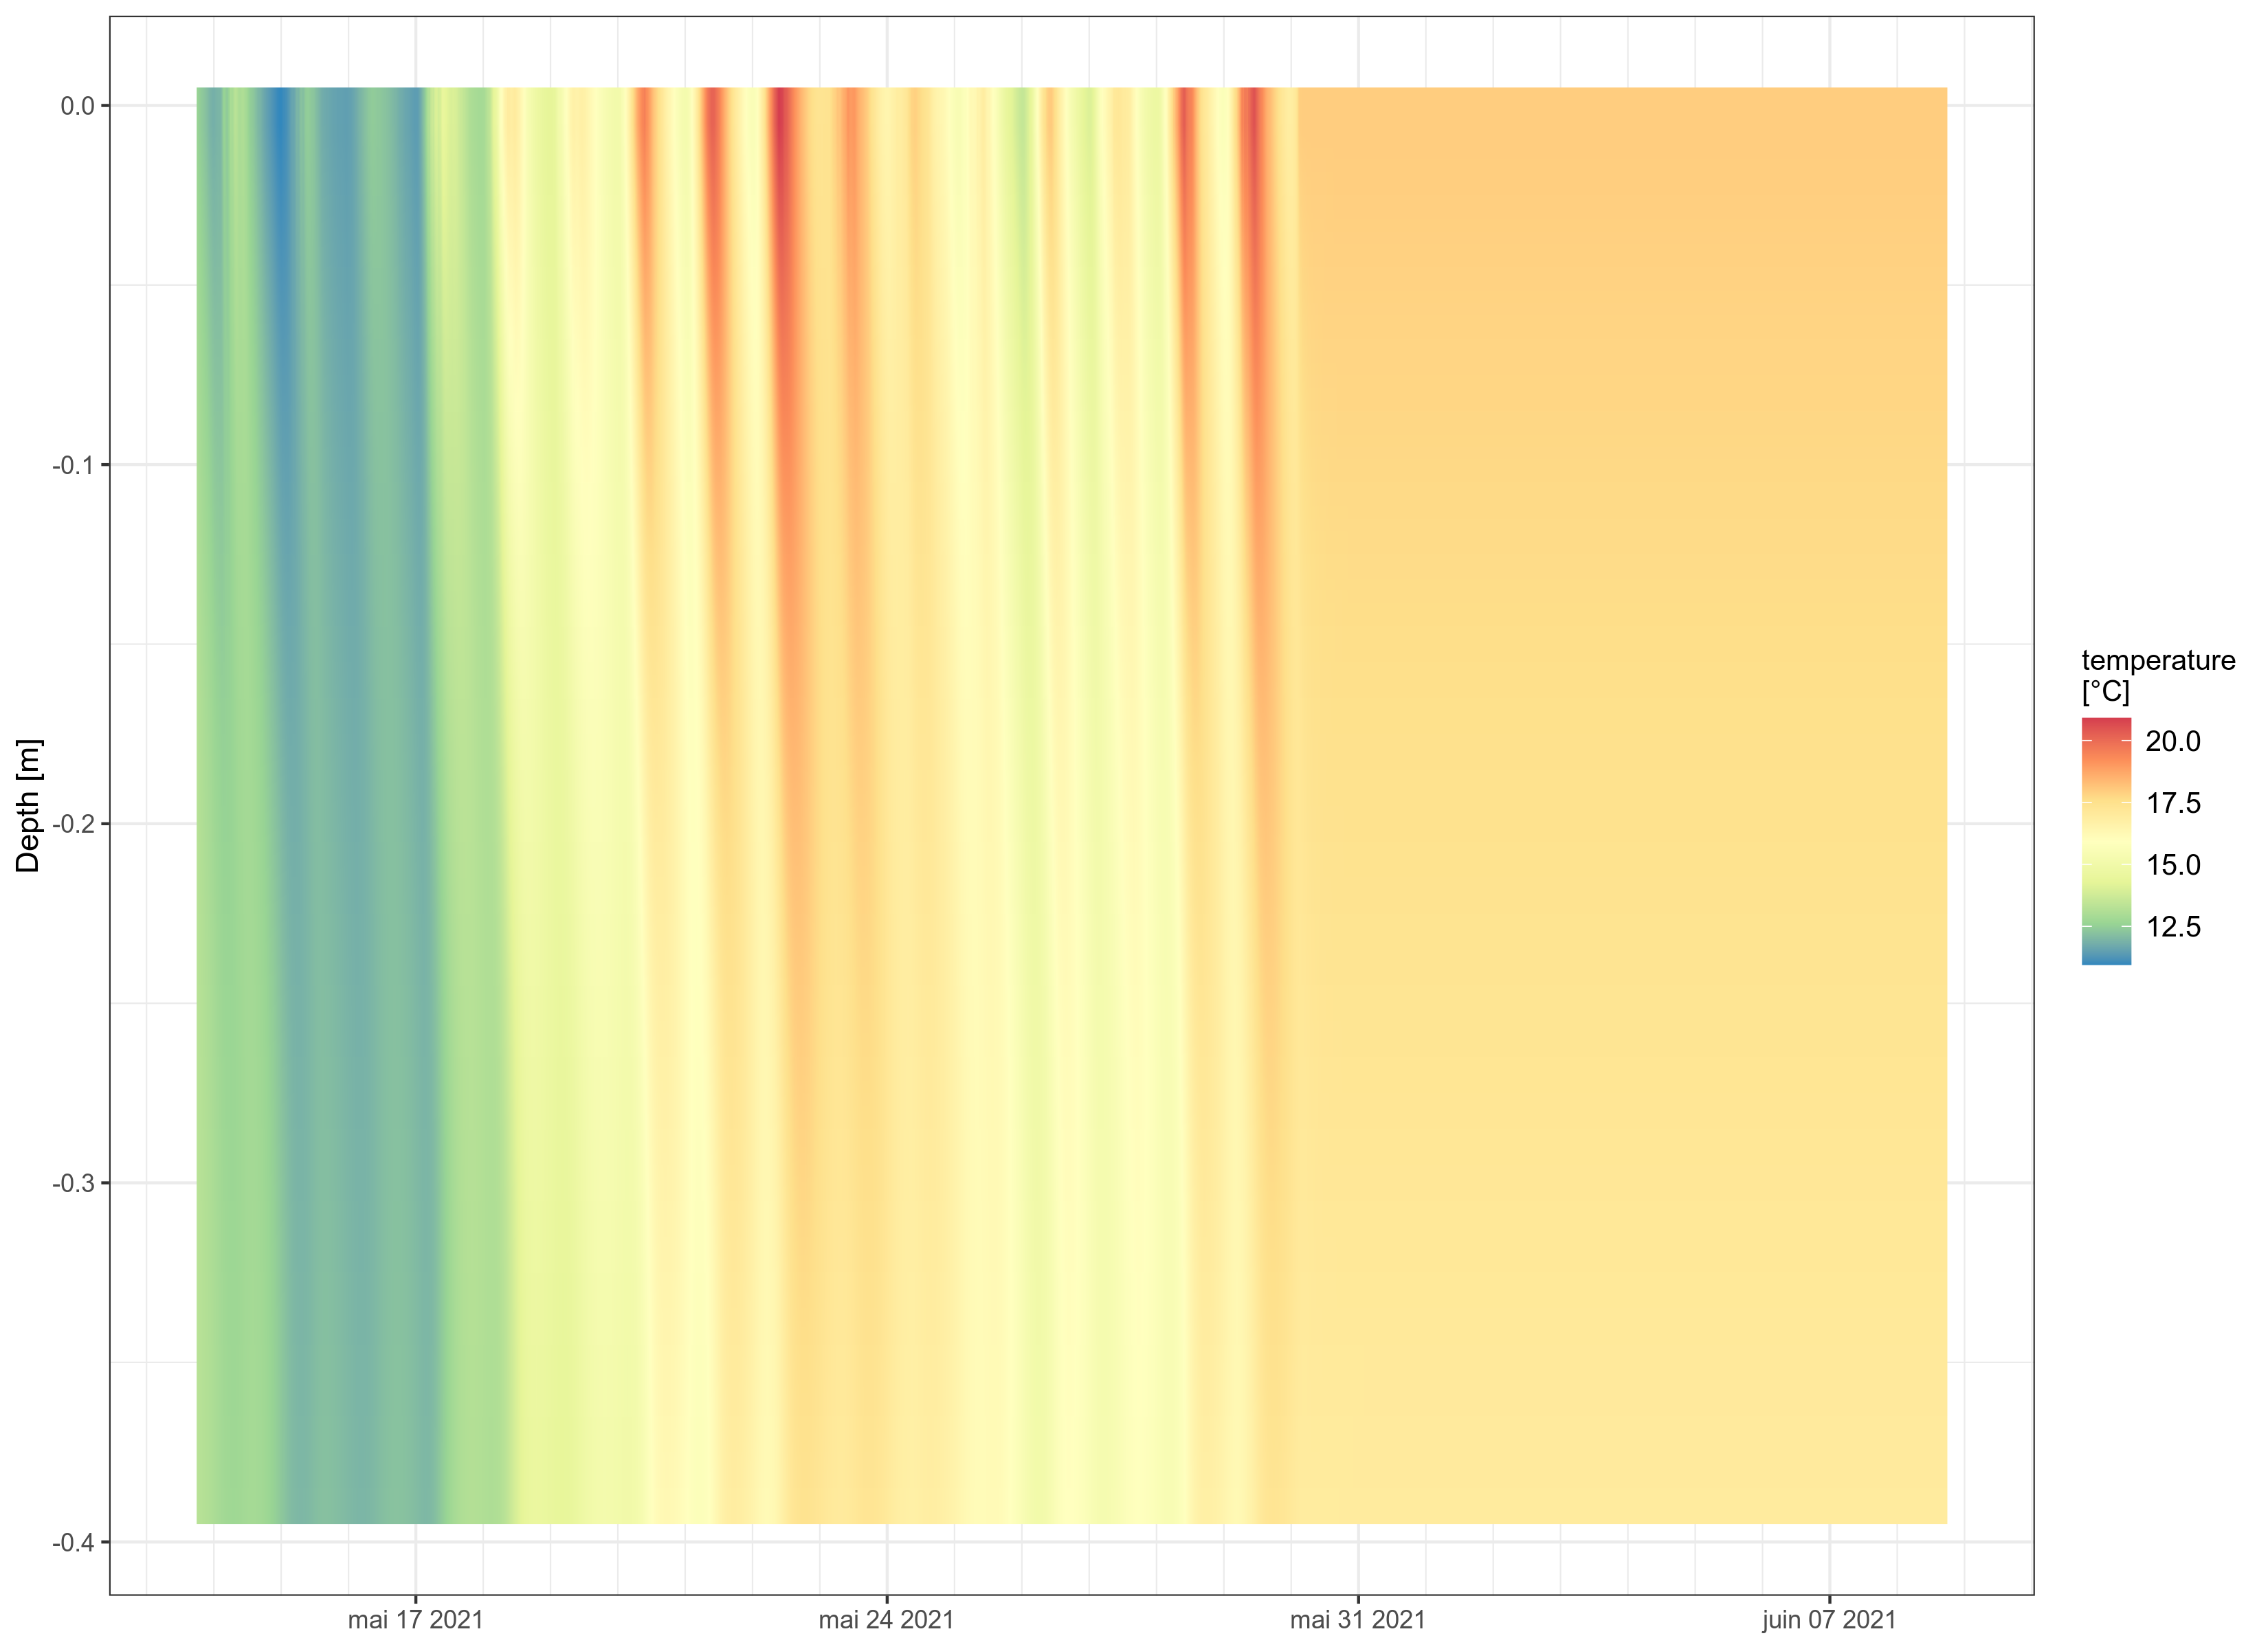 Depth [m]
0.0
-0.1
-0.2
-0.3
-0.4
mai 17 2021
mai 24 2021
mai 31 2021
juin 07 2021
temperature
[°C]
20.0
17.5
15.0
12.5